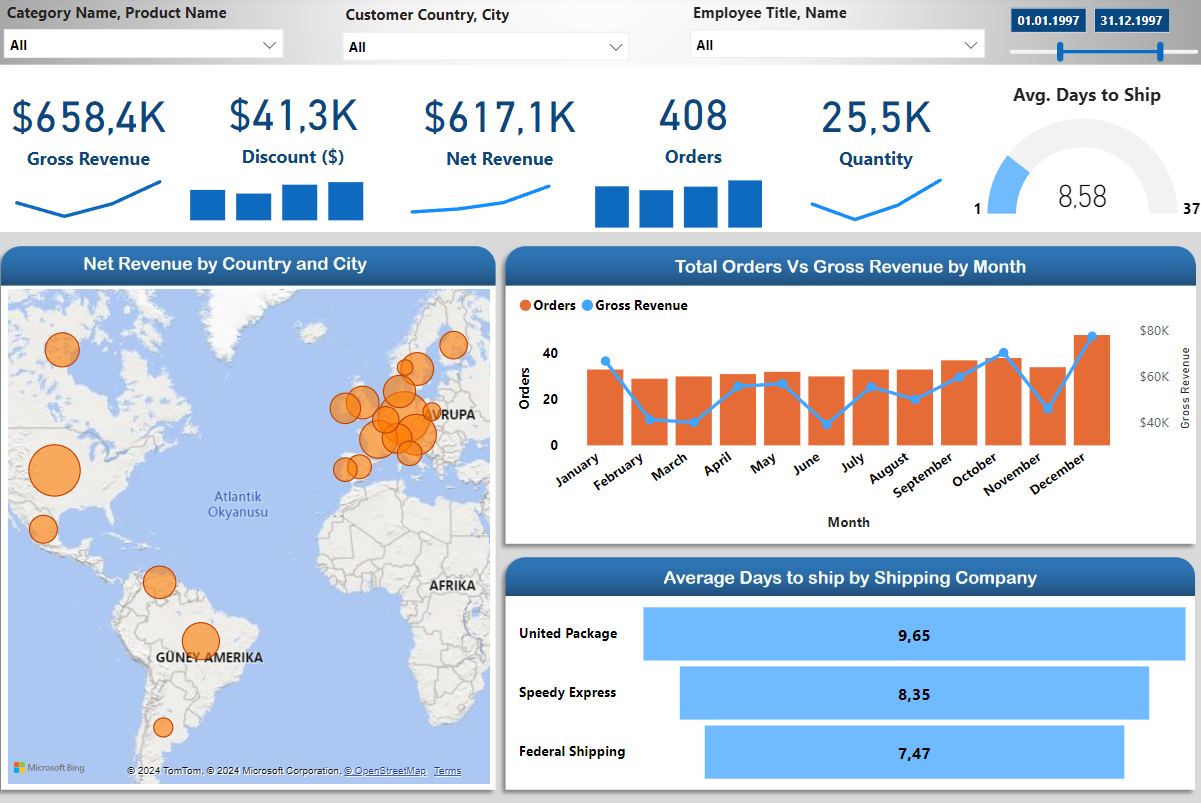 Category Name, Product Name
All
Customer Country, City
All
Employee Title, Name
All
01.01.1997
31.12.1997
$658,4K
Gross Revenue
$41,3K
Discount ($)
$617,1K
Net Revenue
408
Orders
25,5K
Quantity
Avg. Days to Ship
8,58
1
37
Net Revenue by Country and City
AVRUPA
Atlantik
Okyanusu
AFRIKA
GÜNEY AMERIKA
Microsoft Bing
© 2024 TomTom, © 2024 Microsoft Corporation, © OpenStreetMap Terms
Total Orders Vs Gross Revenue by Month
Orders Gross Revenue
Orders
40
20
0
$80K
$60K
$40K
Gross Revenue
January
February
March
April
May
June
July
August
September
October
November
December
Month
Average Days to ship by Shipping Company
United Package 9,65
Speedy Express 8,35
Federal Shipping 7,47